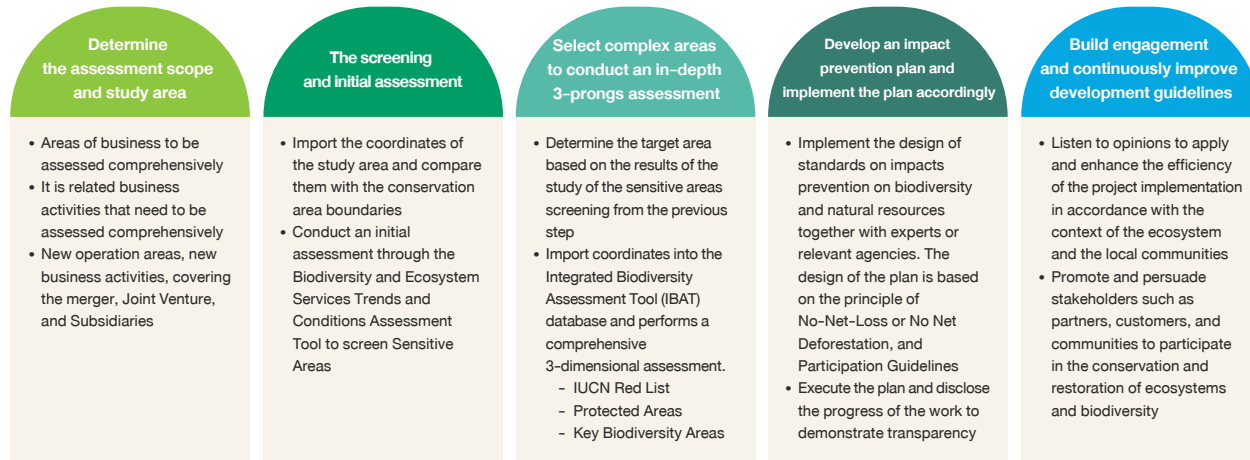 Determine
the assessment scope
and study area
• Areas of business to be
assessed comprehensively
• It is related business
activities that need to be
assessed comprehensively
• New operation areas, new
business activities, covering
the merger, Joint Venture,
and Subsidiaries
The screening
and initial assessment
• Import the coordinates of
the study area and compare
them with the conservation
area boundaries
• Conduct an initial
assessment through the
Biodiversity and Ecosystem
Services Trends and
Conditions Assessment
Tool to screen Sensitive
Areas
Select complex areas
to conduct an in-depth
3-prongs assessment
• Determine the target area
based on the results of the
study of the sensitive areas
screening from the previous
step
• Import coordinates into the
Integrated Biodiversity
Assessment Tool (IBAT)
database and performs a
comprehensive
3-dimensional assessment.
– IUCN Red List
– Protected Areas
– Key Biodiversity Areas
Develop an impact
prevention plan and
implement the plan accordingly
• Implement the design of
standards on impacts
prevention on biodiversity
and natural resources
together with experts or
relevant agencies. The
design of the plan is based
on the principle of
No-Net-Loss or No Net
Deforestation, and
Participation Guidelines
• Execute the plan and disclose
the progress of the work to
demonstrate transparency
Build engagement
and continuously improve
development guidelines
• Listen to opinions to apply
and enhance the efficiency
of the project implementation
in accordance with the
context of the ecosystem
and the local communities
• Promote and persuade
stakeholders such as
partners, customers, and
communities to participate
in the conservation and
restoration of ecosystems
and biodiversity